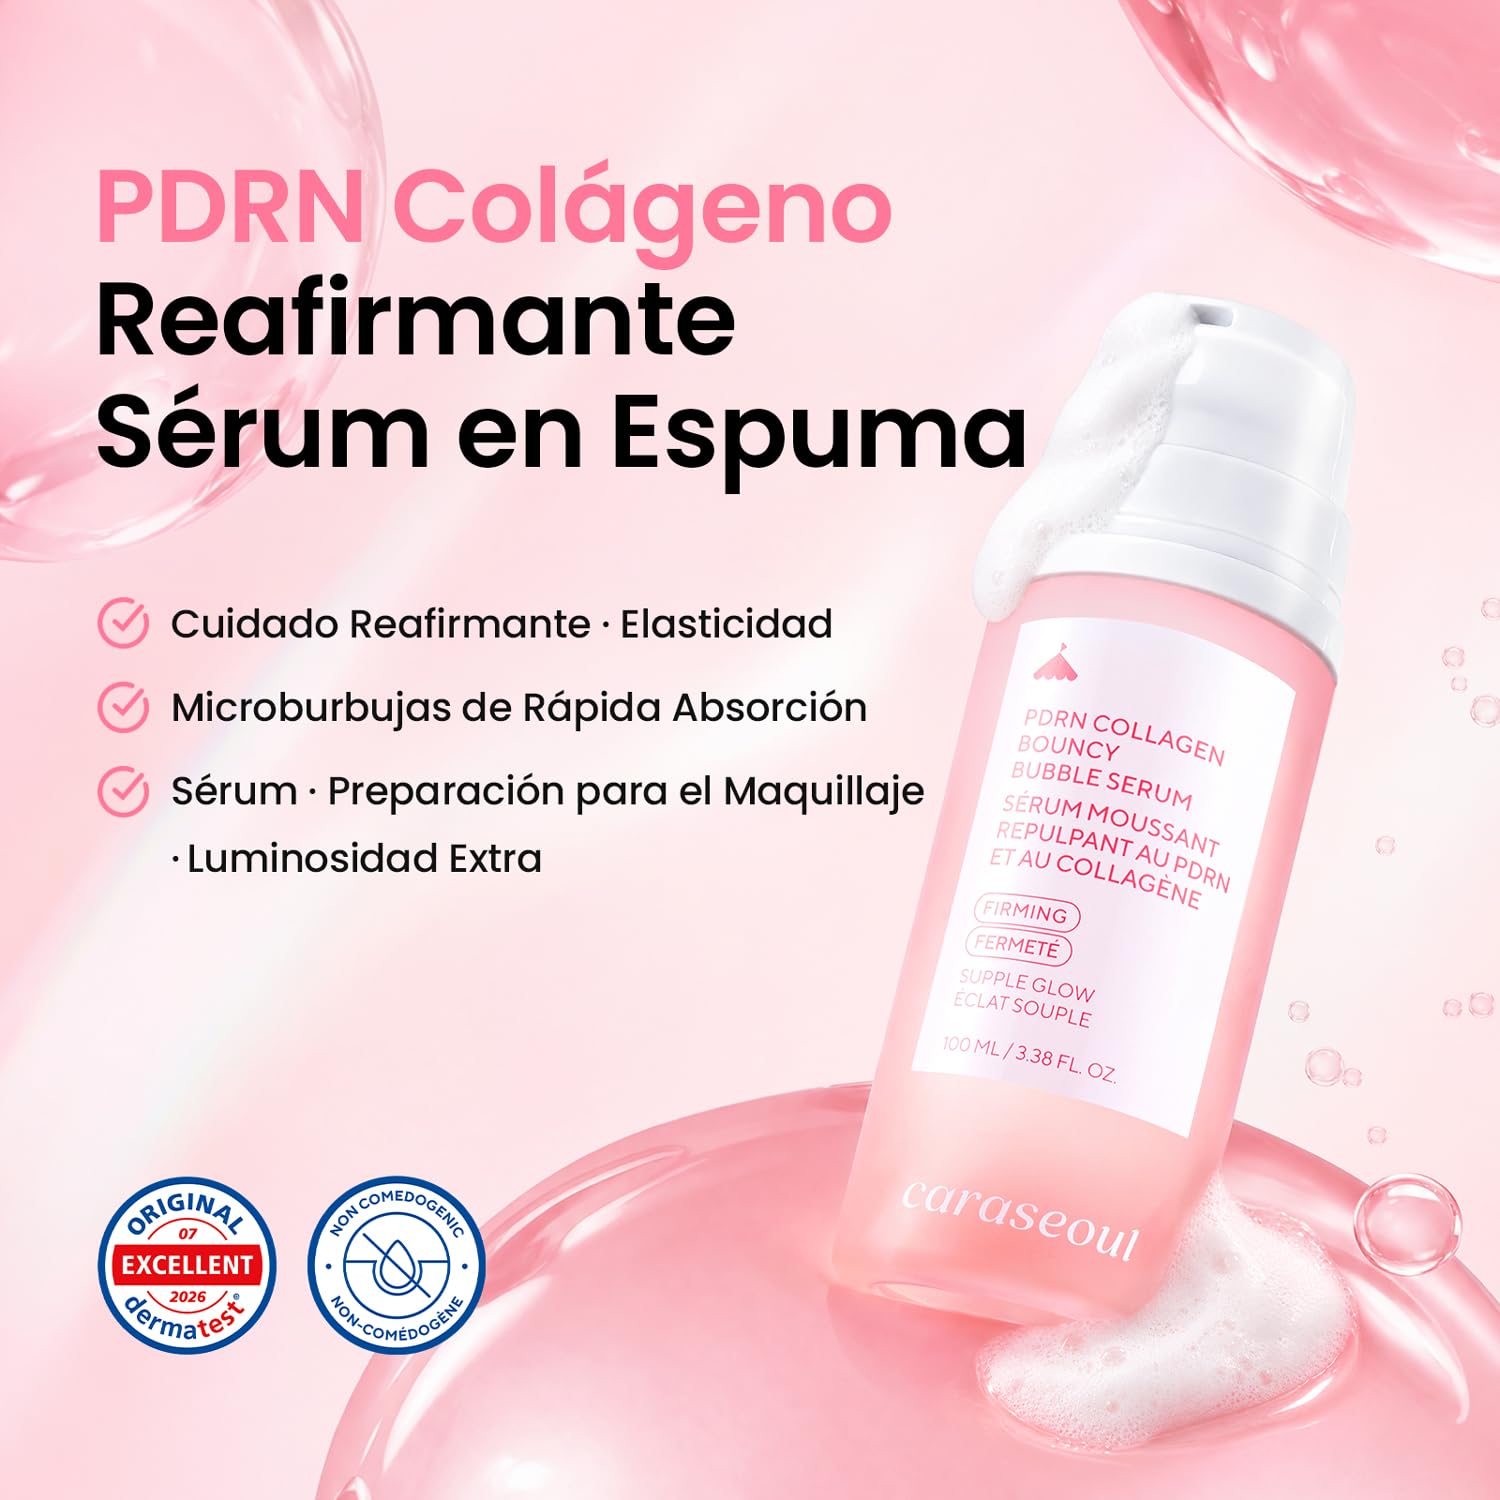 PDRN Colágeno
Reafirmante
Sérum en Espuma
Cuidado Reafirmante · Elasticidad
Microburbujas de Rápida Absorción
Sérum · Preparación para el Maquillaje
· Luminosidad Extra
PDRN COLLAGEN
BOUNCY
BUBBLE SERUM
SÉRUM MOUSSANT
REPULPANT AU PDRN
ET AU COLLAGÈNE
FIRMING
FERMETÉ
SUPPLE GLOW
ÉCLAT SOUPLE
100 ML / 3.38 FL. OZ.
caraseoul
ORIGINAL
07
EXCELLENT
2026
dermatest®
NON COMEDOGENIC
NON-COMÉDOGÈNE